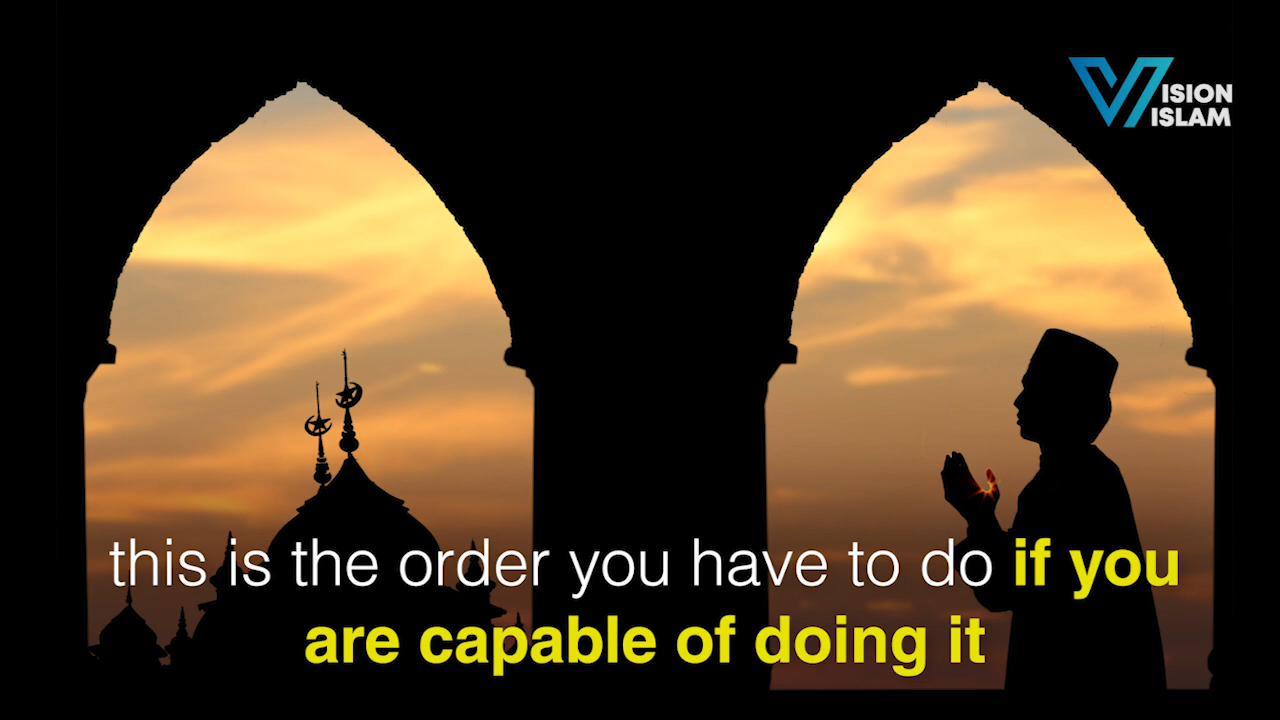 VISION
ISLAM
this is the order you have to do if you
are capable of doing it